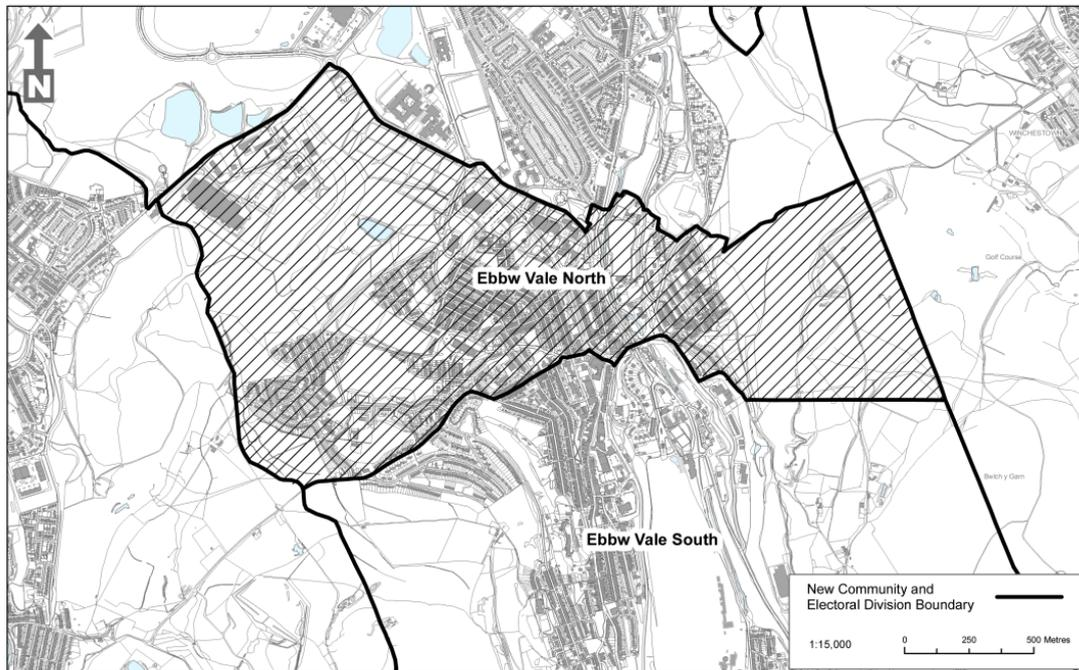 N
WINCHESTOWN
Golf Course
Ebbw Vale North
Bwlch y Garn
Ebbw Vale South
New Community and
Electoral Division Boundary
1:15,000
0 250 500 Metres